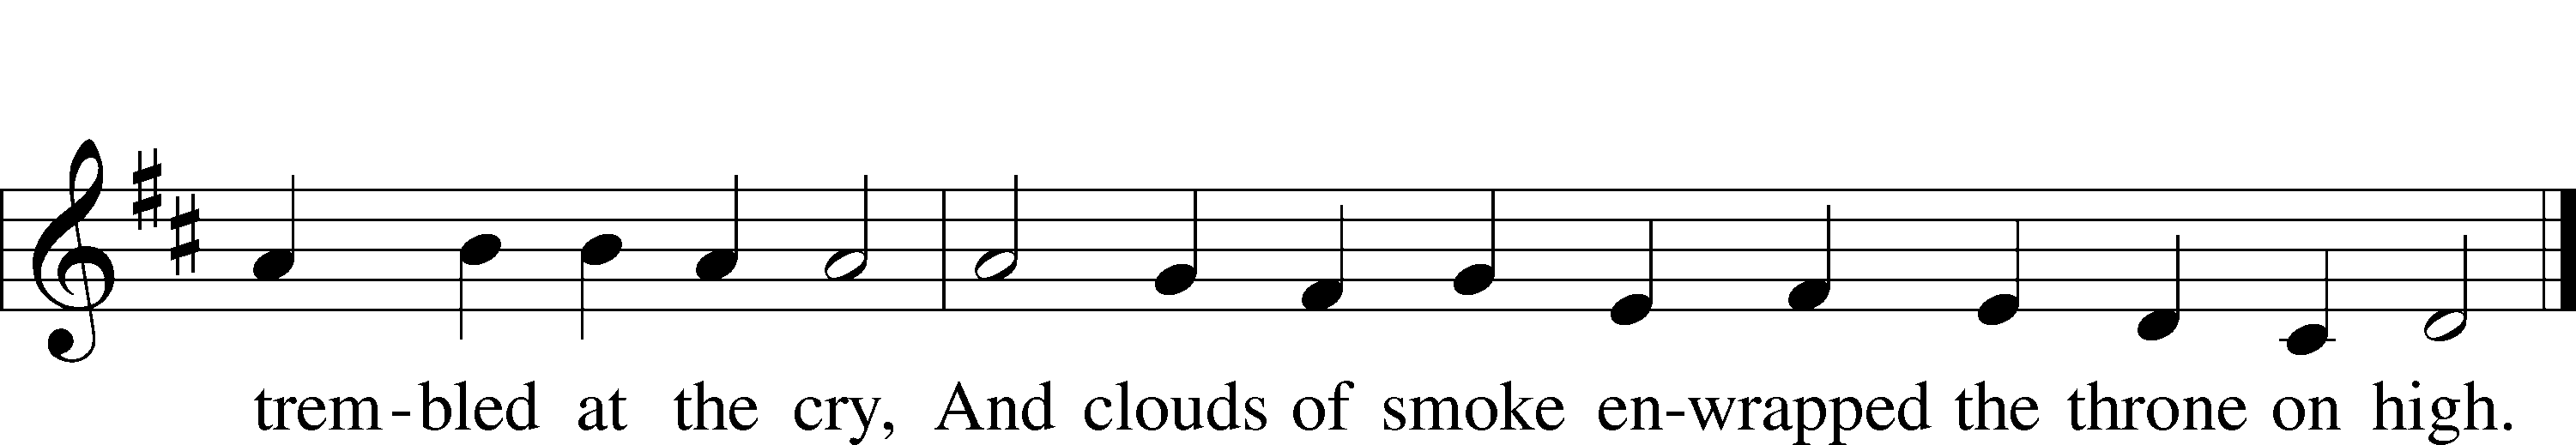 trem-bled at the cry, And clouds of smoke en-wrapped the throne on high.